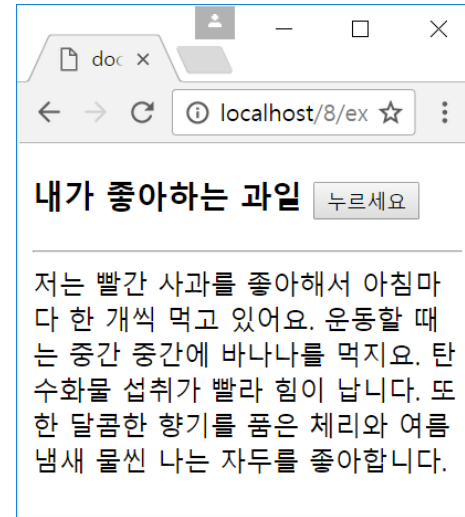 doc
localhost/8/ex
내가 좋아하는 과일 누르세요
저는 빨간 사과를 좋아해서 아침마
다 한 개씩 먹고 있어요. 운동할 때
는 중간 중간에 바나나를 먹지요. 탄
수화물 섭취가 빨라 힘이 납니다. 또
한 달콤한 향기를 품은 체리와 여름
냄새 물씬 나는 자두를 좋아합니다.